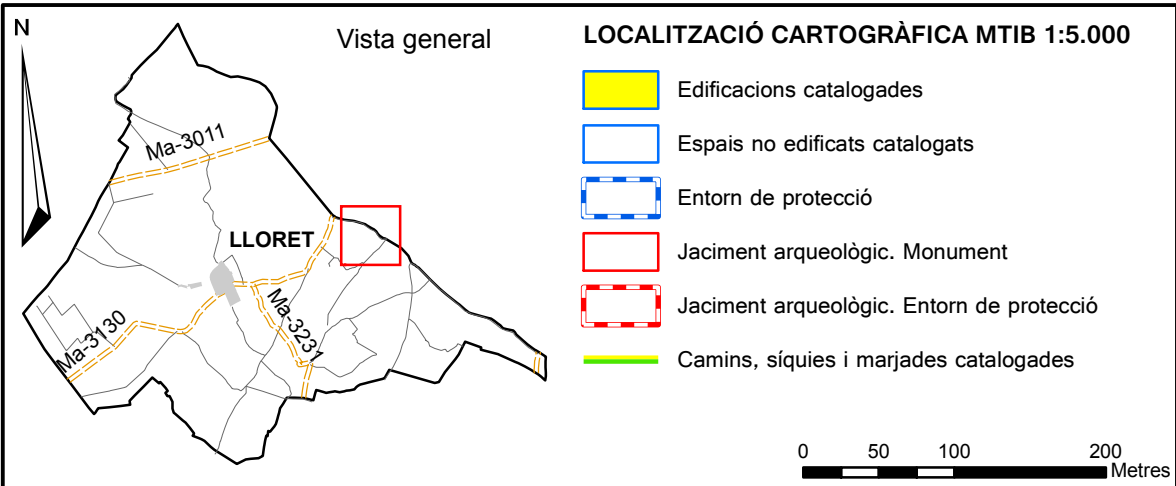 N
Vista general
Ma-3011
LLORET
Ma-3130
Ma-3231
LOCALITZACIÓ CARTOGRÀFICA MTIB 1:5.000
Edificacions catalogades
Espais no edificats catalogats
Entorn de protecció
Jaciment arqueològic. Monument
Jaciment arqueològic. Entorn de protecció
Camins, síquies i marjades catalogades
0 50 100 200
Metres